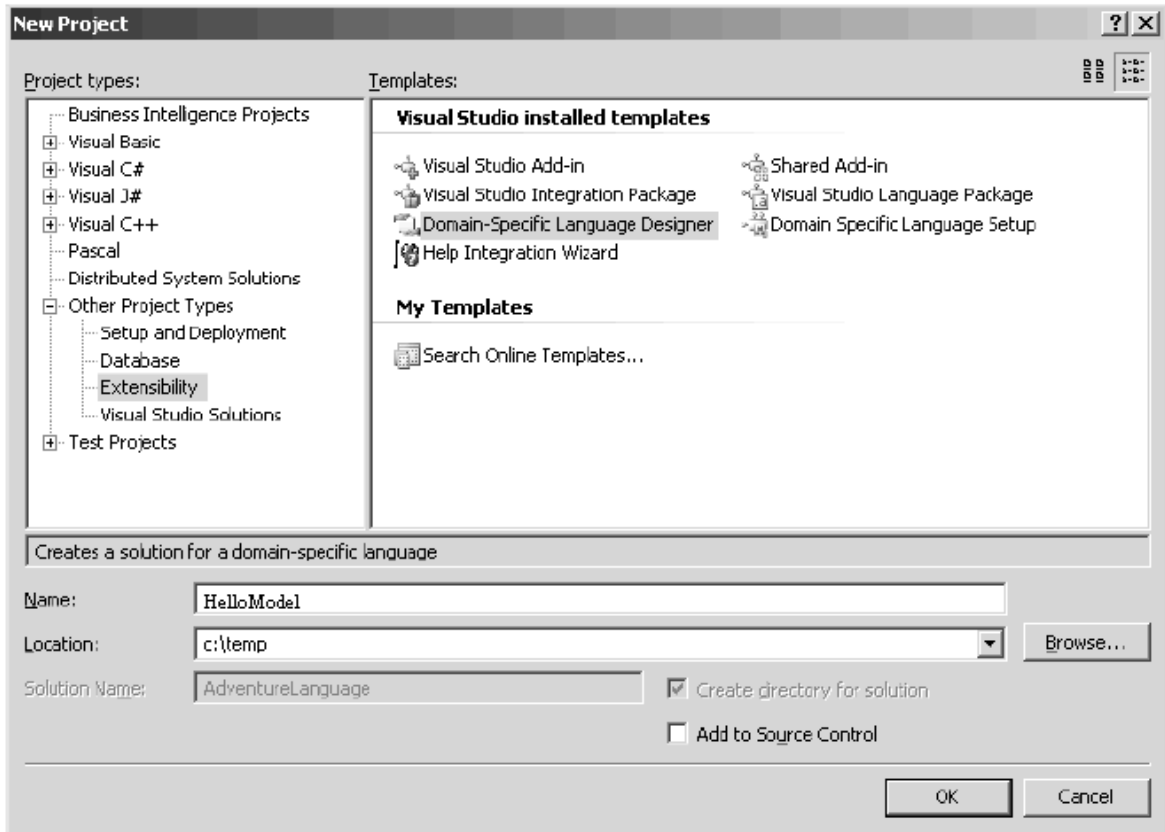 New Project
Project types:
Templates:
Business Intelligence Projects
Visual Basic
Visual C#
Visual J#
Visual C++
Pascal
Distributed System Solutions
Other Project Types
Setup and Deployment
Database
Extensibility
Visual Studio Solutions
Test Projects
Visual Studio installed templates
Visual Studio Add-in
Shared Add-in
Visual Studio Integration Package
Visual Studio Language Package
Domain-Specific Language Designer
Domain Specific Language Setup
Help Integration Wizard
My Templates
Search Online Templates...
Creates a solution for a domain-specific language
Name:
HelloModel
Location:
c:\temp
Browse...
Solution Name:
AdventureLanguage
Create directory for solution
Add to Source Control
OK
Cancel